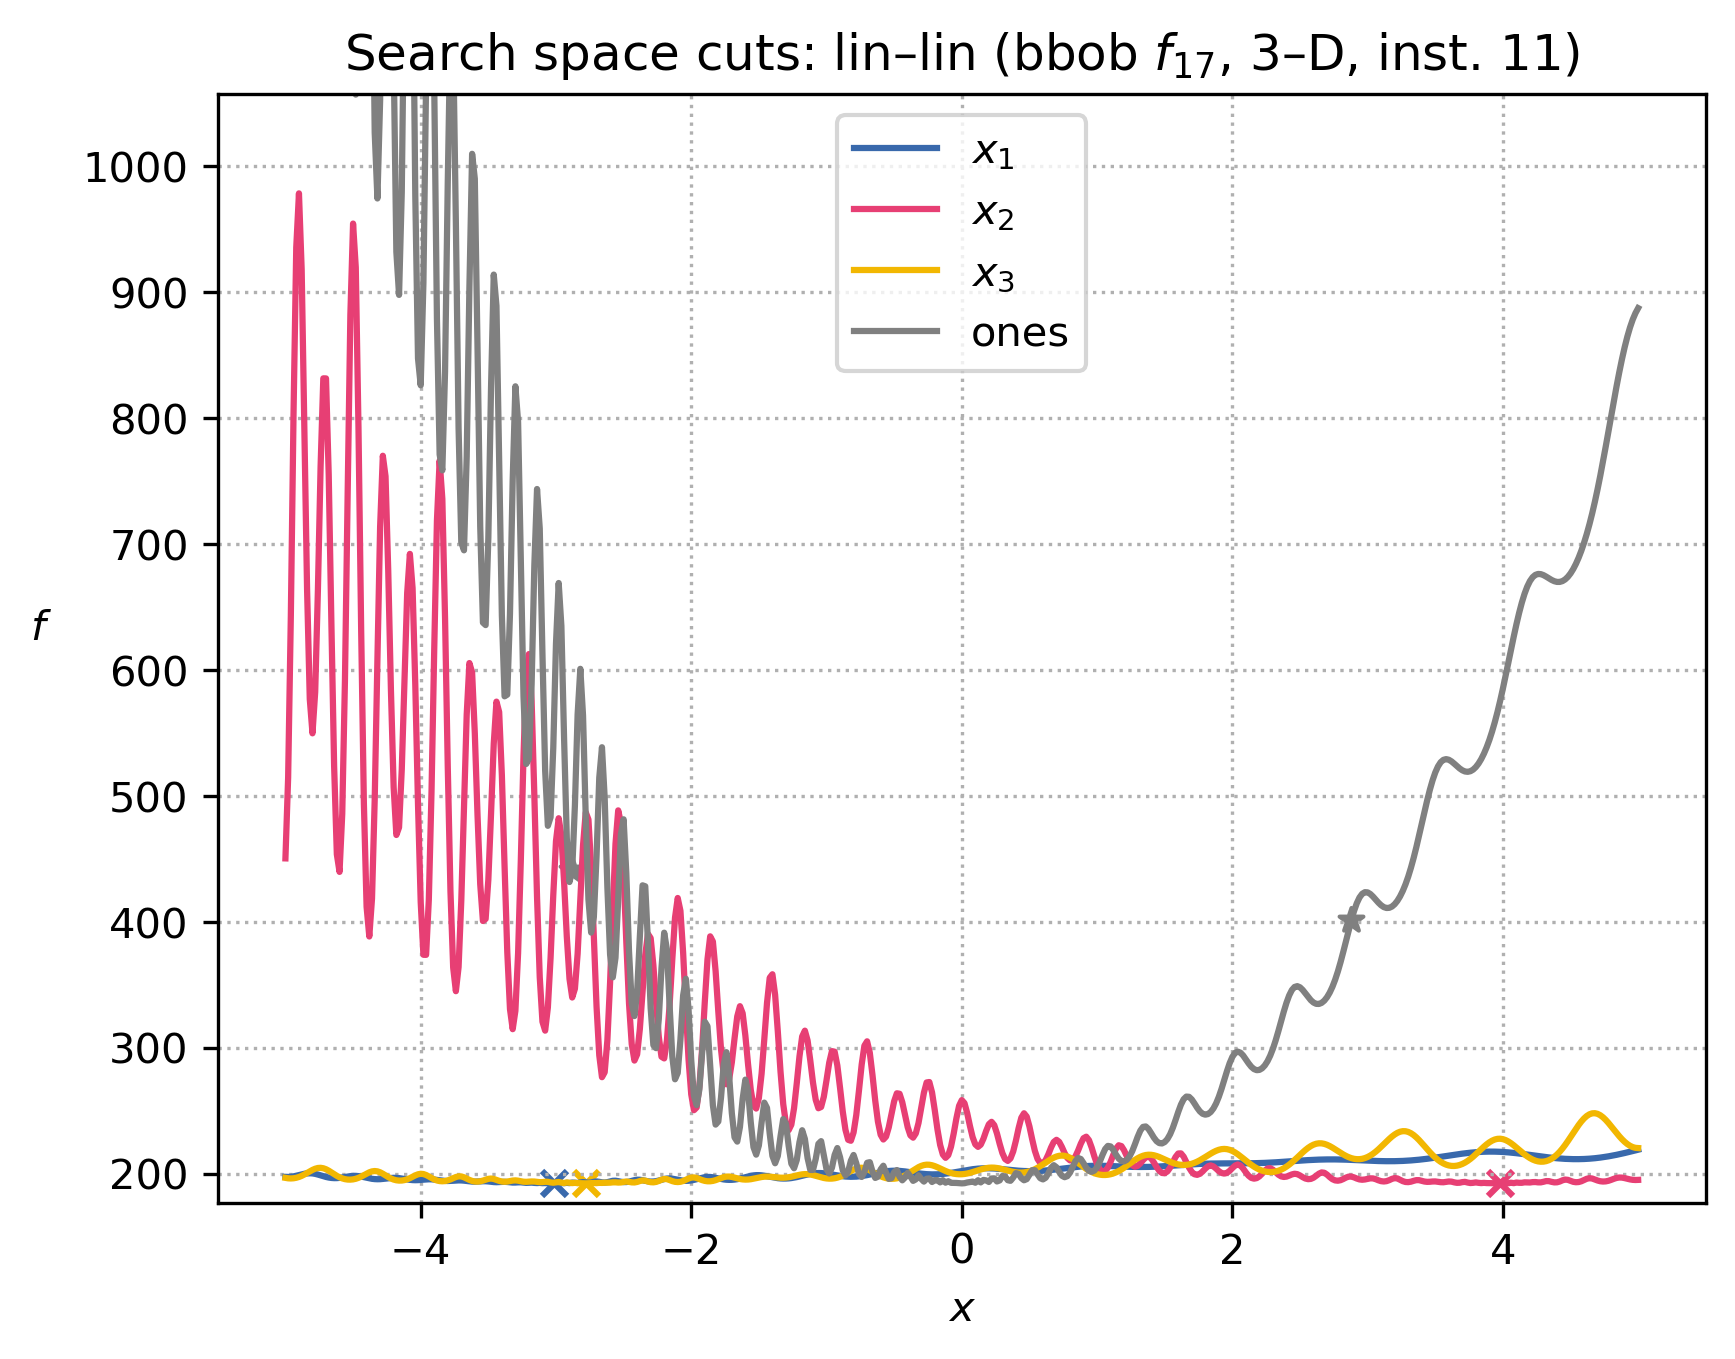 Search space cuts: lin–lin (bbob f₁₇, 3–D, inst. 11)
x₁
x₂
x₃
ones
1000
900
800
700
600
500
400
300
200
f
−4
−2
0
2
4
x